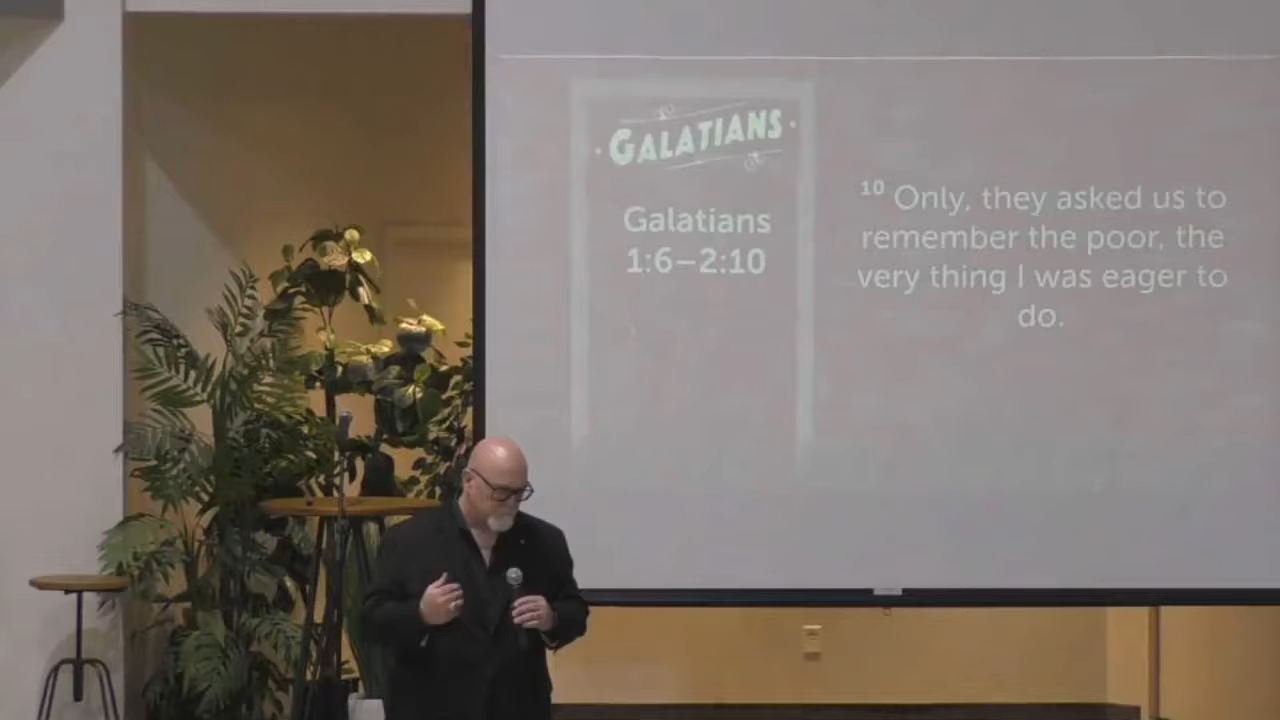 GALATIANS
Galatians
1:6–2:10
10 Only, they asked us to
remember the poor, the
very thing I was eager to
do.